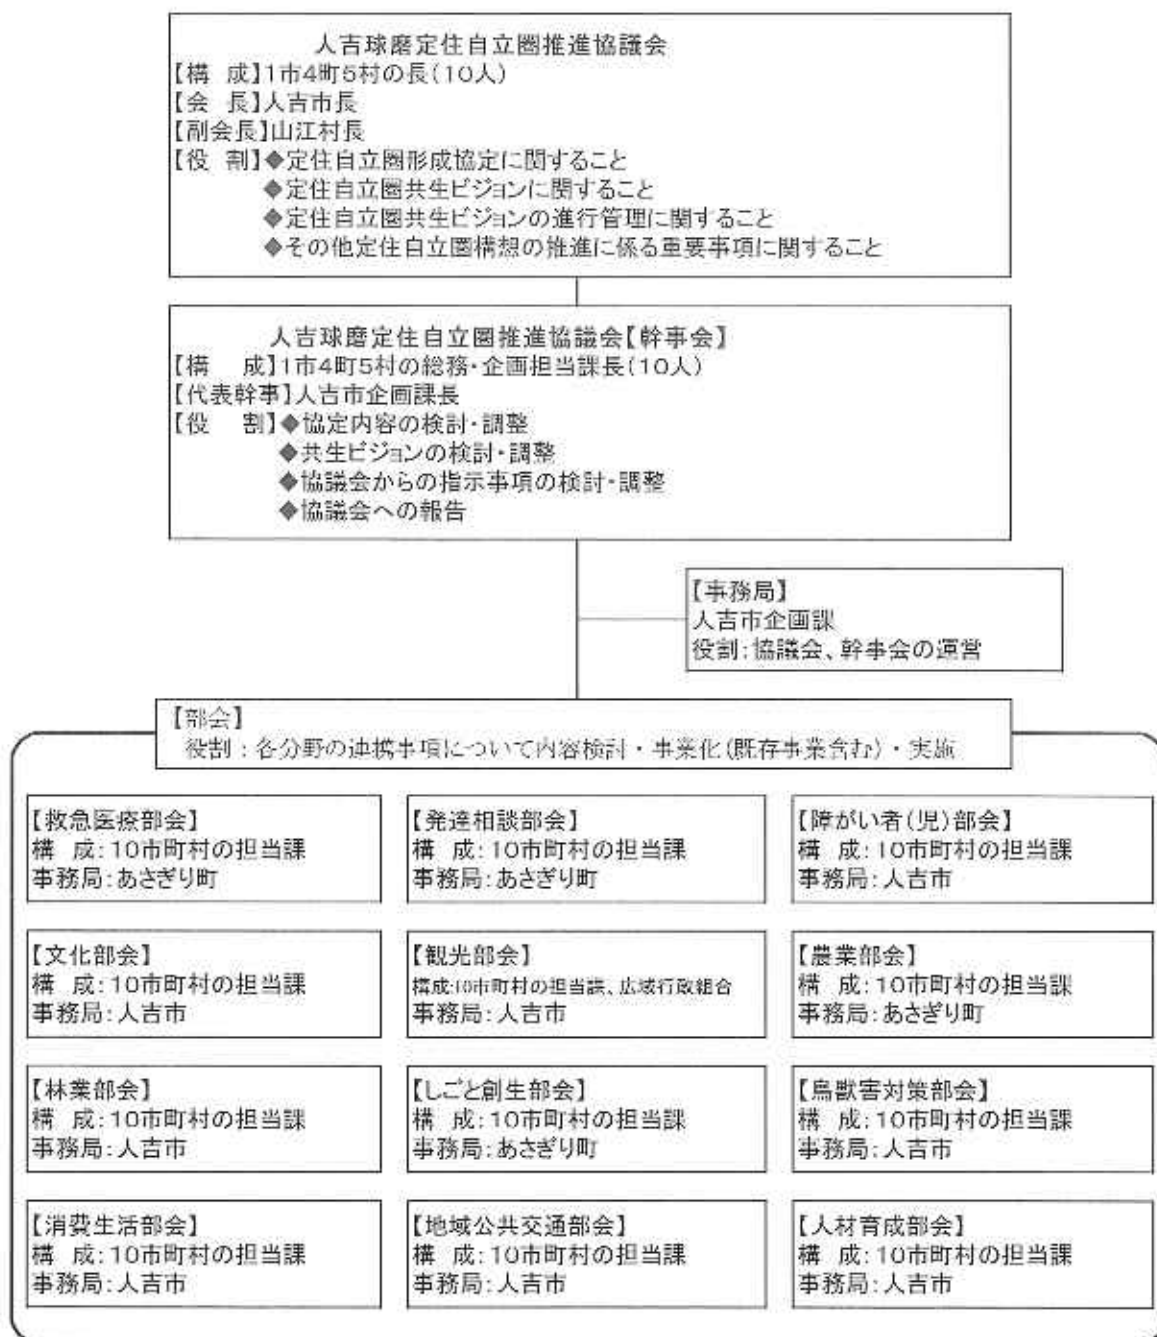 人吉球磨定住自立圏推進協議会
【構 成】1市4町5村の長(10人)
【会 長】人吉市長
【副会長】山江村長
【役 割】◆定住自立圏形成協定に関すること
◆定住自立圏共生ビジョンに関すること
◆定住自立圏共生ビジョンの進行管理に関すること
◆その他定住自立圏構想の推進に係る重要事項に関すること
人吉球磨定住自立圏推進協議会【幹事会】
【構 成】1市4町5村の総務・企画担当課長(10人)
【代表幹事】人吉市企画課長
【役 割】◆協定内容の検討・調整
◆共生ビジョンの検討・調整
◆協議会からの指示事項の検討・調整
◆協議会への報告
【事務局】
人吉市企画課
役割:協議会、幹事会の運営
【部会】
役割：各分野の連携事項について内容検討・事業化(既存事業含む)・実施
【救急医療部会】
構 成:10市町村の担当課
事務局:あさぎり町
【発達相談部会】
構 成:10市町村の担当課
事務局:あさぎり町
【障がい者(児)部会】
構 成:10市町村の担当課
事務局:人吉市
【文化部会】
構 成:10市町村の担当課
事務局:人吉市
【観光部会】
構成:10市町村の担当課、広域行政組合
事務局:人吉市
【農業部会】
構 成:10市町村の担当課
事務局:あさぎり町
【林業部会】
構 成:10市町村の担当課
事務局:人吉市
【しごと創生部会】
構 成:10市町村の担当課
事務局:あさぎり町
【鳥獣害対策部会】
構 成:10市町村の担当課
事務局:人吉市
【消費生活部会】
構 成:10市町村の担当課
事務局:人吉市
【地域公共交通部会】
構 成:10市町村の担当課
事務局:人吉市
【人材育成部会】
構 成:10市町村の担当課
事務局:人吉市